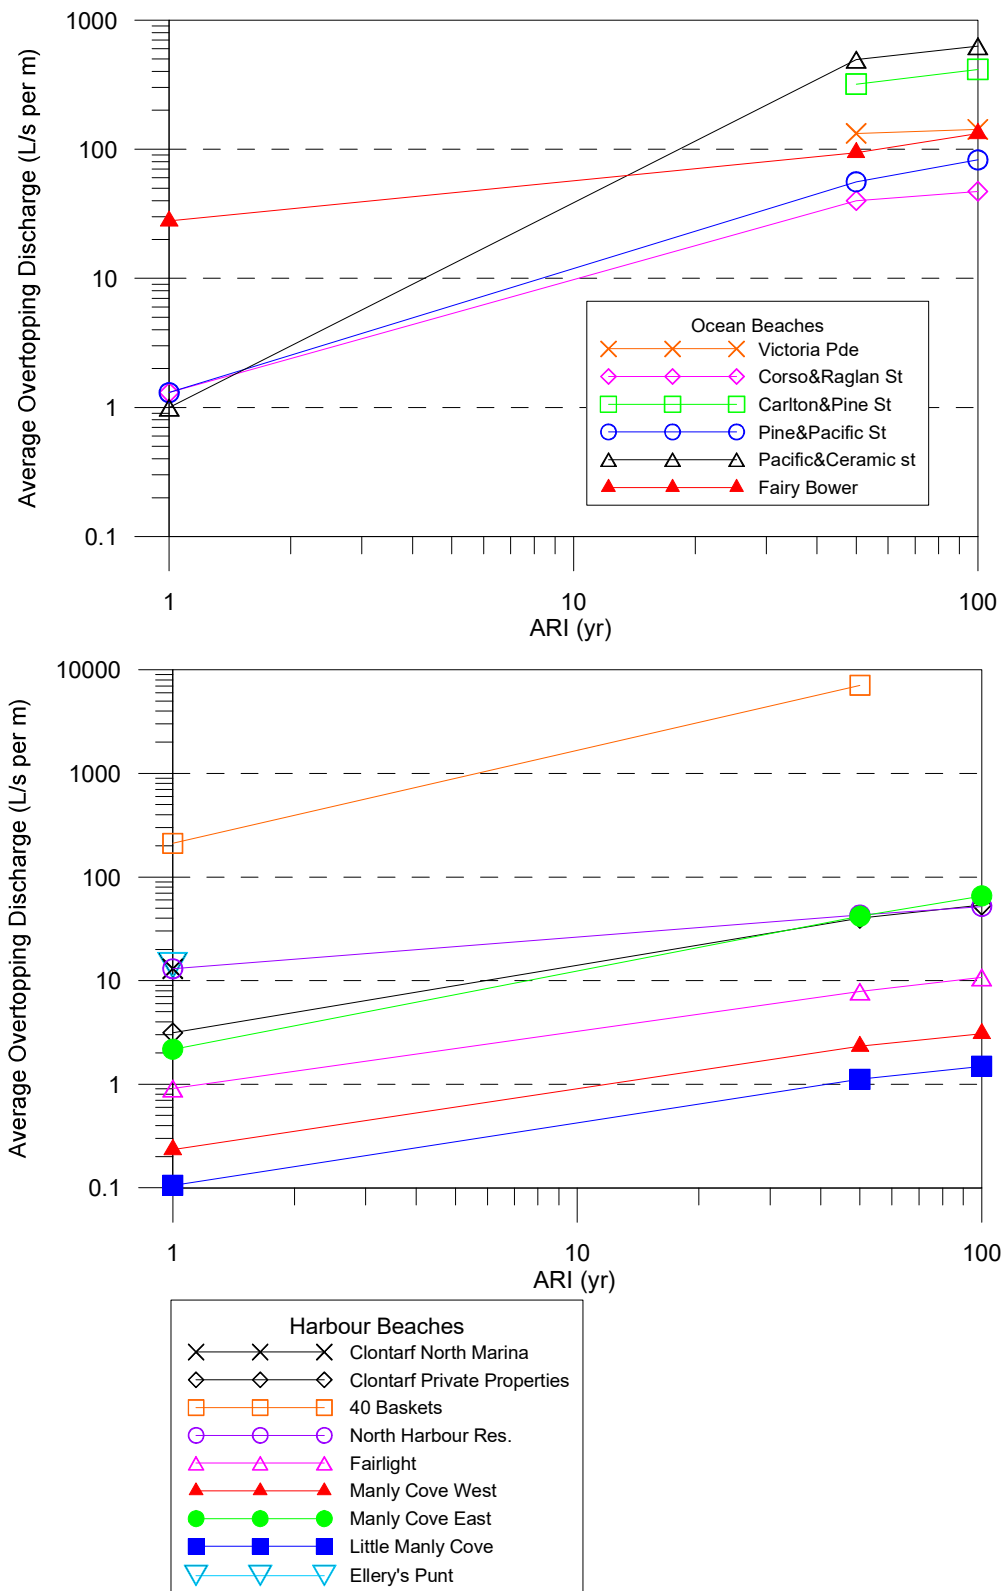 1000
100
10
1
0.1
Average Overtopping Discharge (L/s per m)
Ocean Beaches
Victoria Pde
Corso&Raglan St
Carlton&Pine St
Pine&Pacific St
Pacific&Ceramic st
Fairy Bower
1 10 100
ARI (yr)
10000
1000
100
10
1
0.1
Average Overtopping Discharge (L/s per m)
1 10 100
ARI (yr)
Harbour Beaches
Clontarf North Marina
Clontarf Private Properties
40 Baskets
North Harbour Res.
Fairlight
Manly Cove West
Manly Cove East
Little Manly Cove
Ellery's Punt